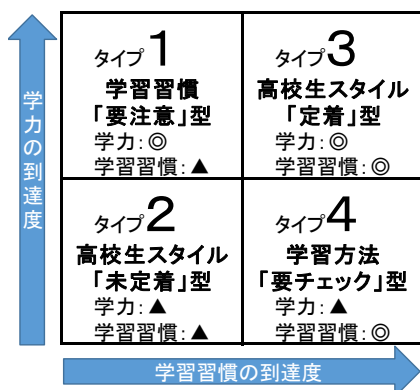 学力の到達度
タイプ1
学習習慣
「要注意」型
学力:◎
学習習慣:▲
タイプ3
高校生スタイル
「定着」型
学力:◎
学習習慣:◎
タイプ2
高校生スタイル
「未定着」型
学力:▲
学習習慣:▲
タイプ4
学習方法
「要チェック」型
学力:▲
学習習慣:◎
学習習慣の到達度